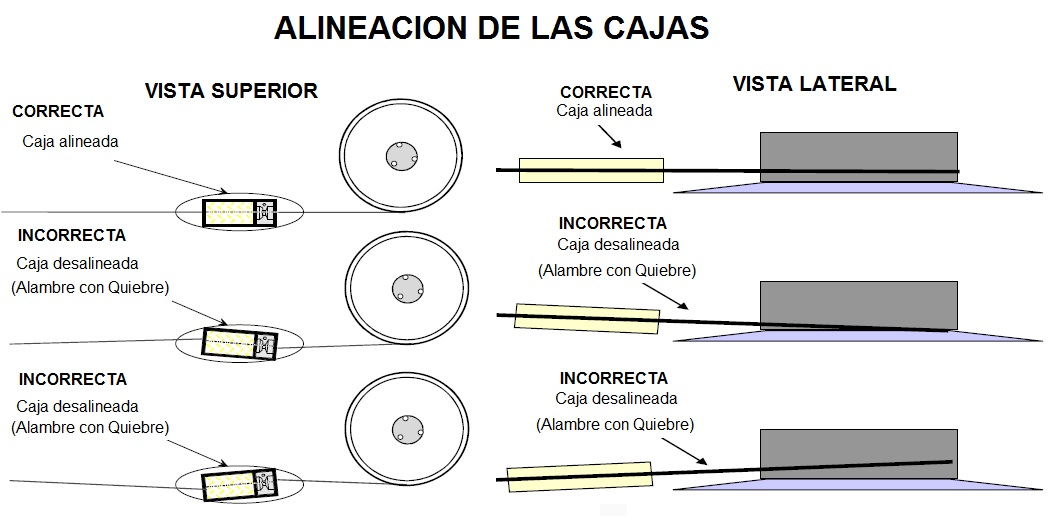 ALINEACION DE LAS CAJAS
VISTA SUPERIOR
CORRECTA
Caja alineada
INCORRECTA
Caja desalineada
(Alambre con Quiebre)
INCORRECTA
Caja desalineada
(Alambre con Quiebre)
VISTA LATERAL
CORRECTA
Caja alineada
INCORRECTA
Caja desalineada
(Alambre con Quiebre)
INCORRECTA
Caja desalineada
(Alambre con Quiebre)